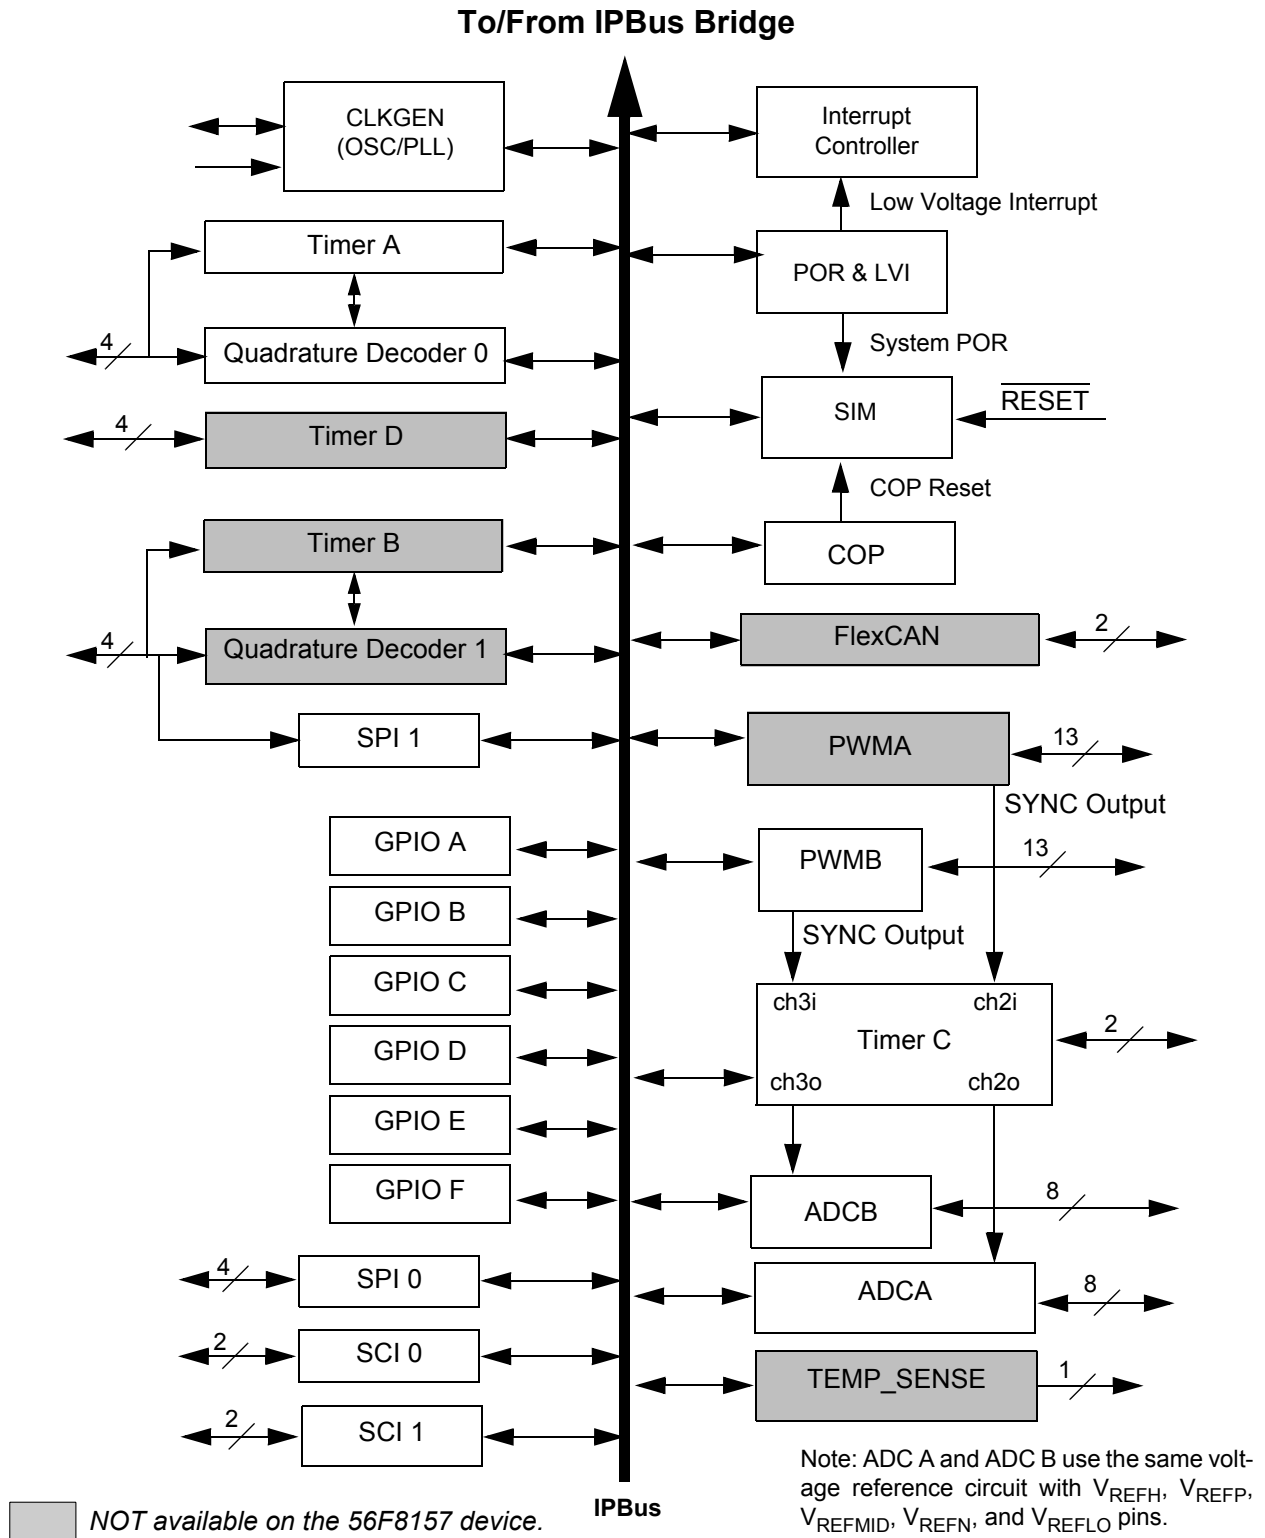 To/From IPBus Bridge
CLKGEN
(OSC/PLL)
Timer A
4
Quadrature Decoder 0
4
Timer D
Timer B
4
Quadrature Decoder 1
SPI 1
GPIO A
GPIO B
GPIO C
GPIO D
GPIO E
GPIO F
4
SPI 0
2
SCI 0
2
SCI 1
NOT available on the 56F8157 device.
IPBus
Interrupt
Controller
Low Voltage Interrupt
POR & LVI
System POR
SIM
RESET
COP Reset
COP
FlexCAN
2
PWMA
13
SYNC Output
PWMB
13
SYNC Output
ch3i
ch2i
Timer C
2
ch3o
ch2o
ADCB
8
ADCA
8
TEMP_SENSE
1
Note: ADC A and ADC B use the same volt-
age reference circuit with VREFH, VREFP,
VREFMID, VREFN, and VREFLO pins.